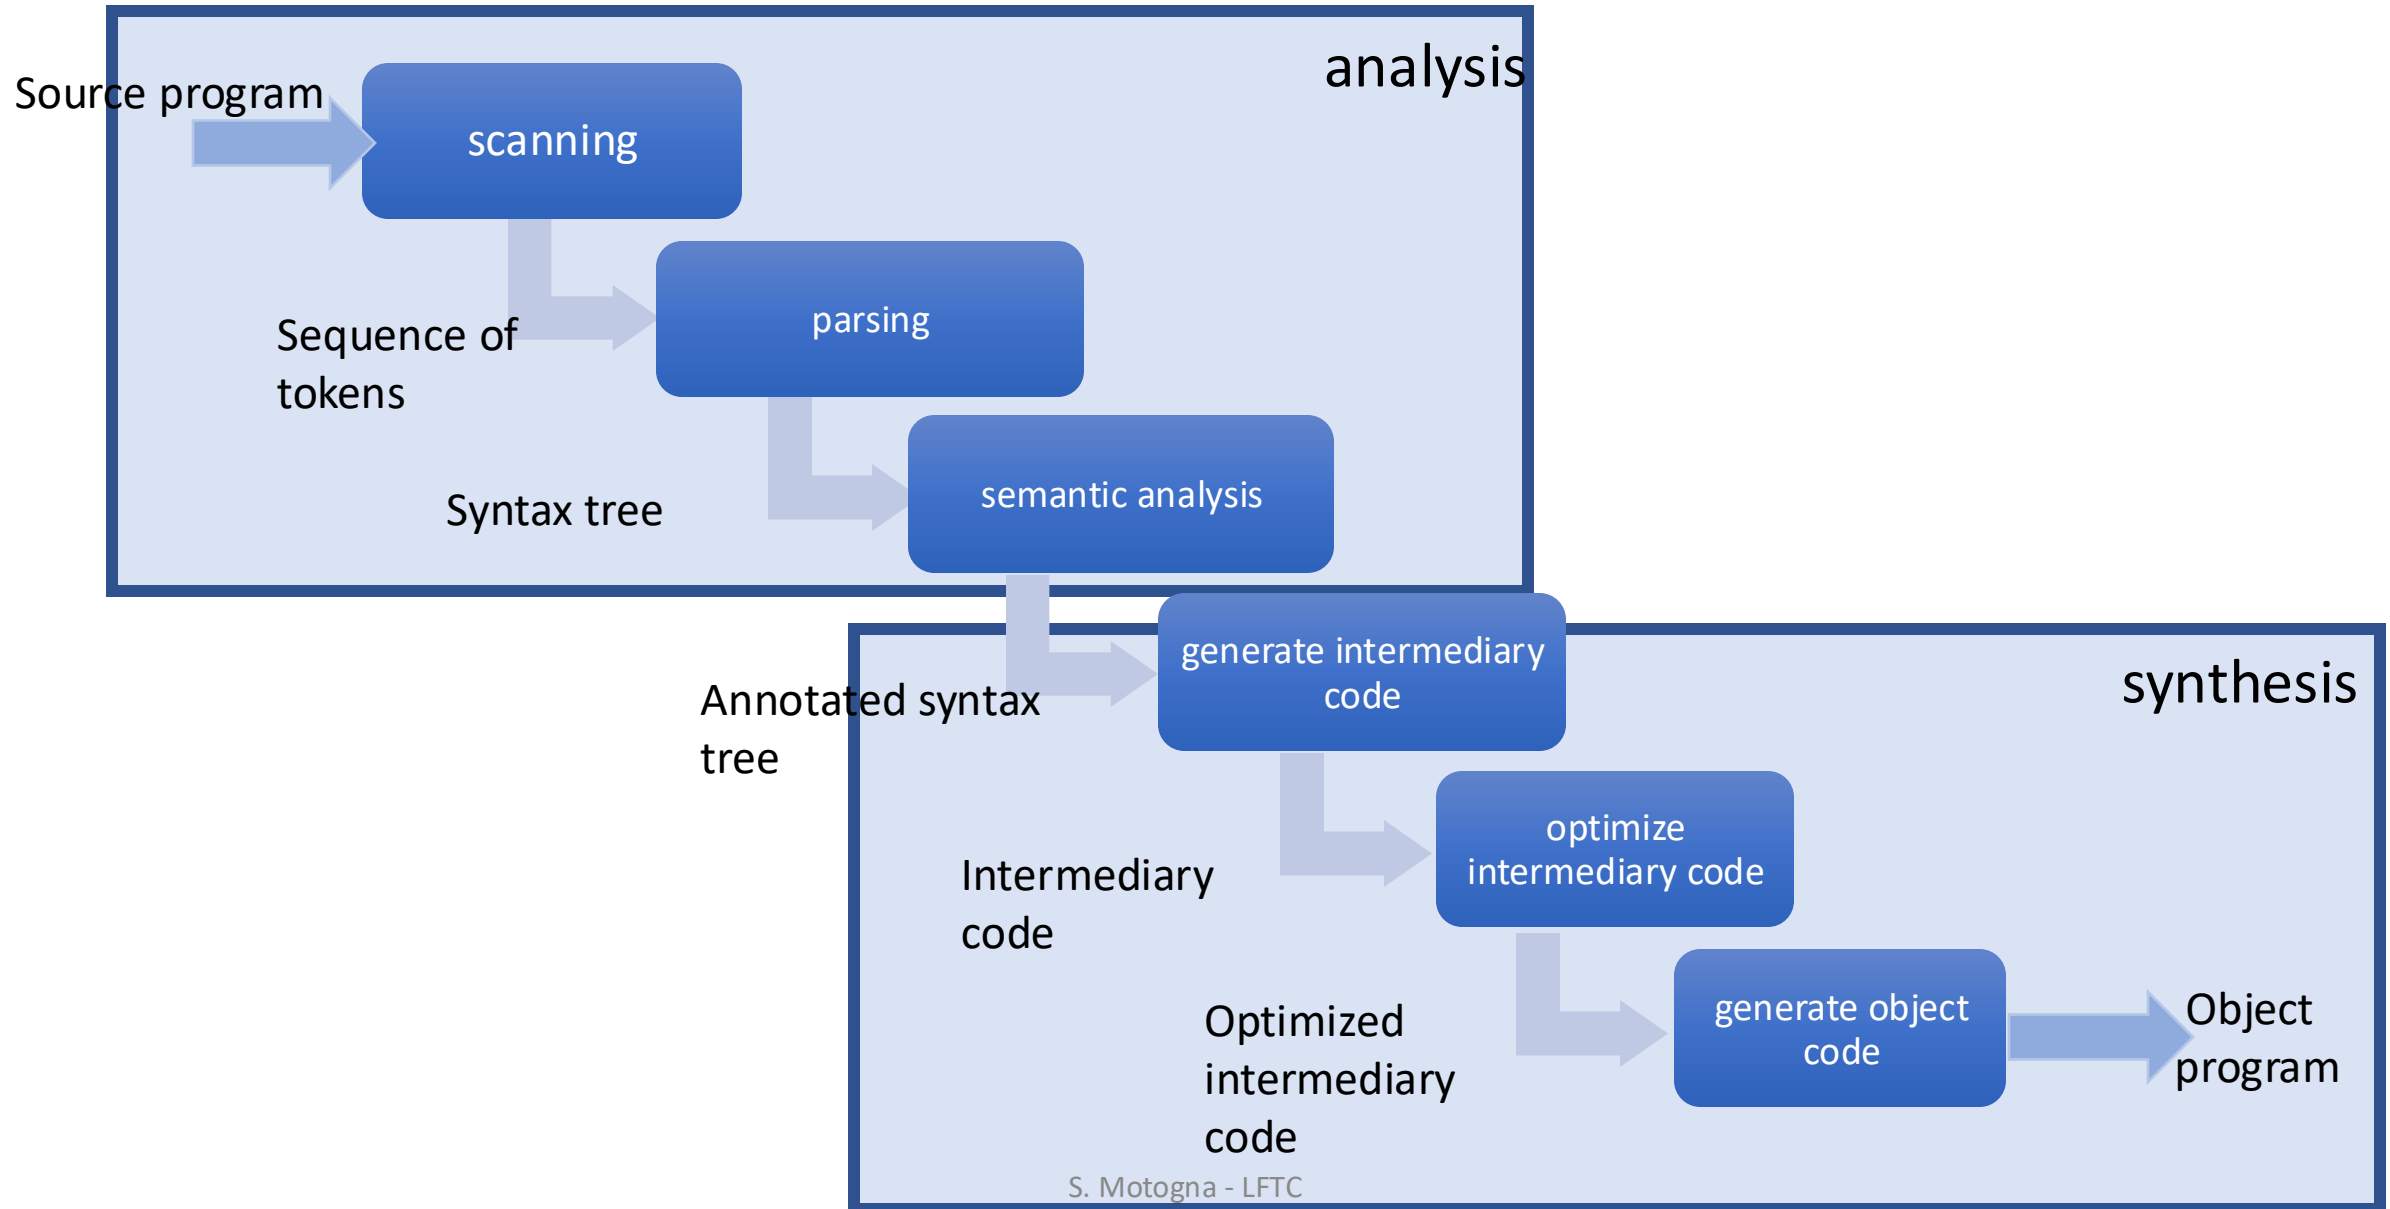 analysis
Source program
scanning
Sequence of
tokens
parsing
Syntax tree
semantic analysis
synthesis
Annotated syntax
tree
generate intermediary
code
Intermediary
code
optimize
intermediary code
Optimized
intermediary
code
generate object
code
Object
program
S. Motogna - LFTC